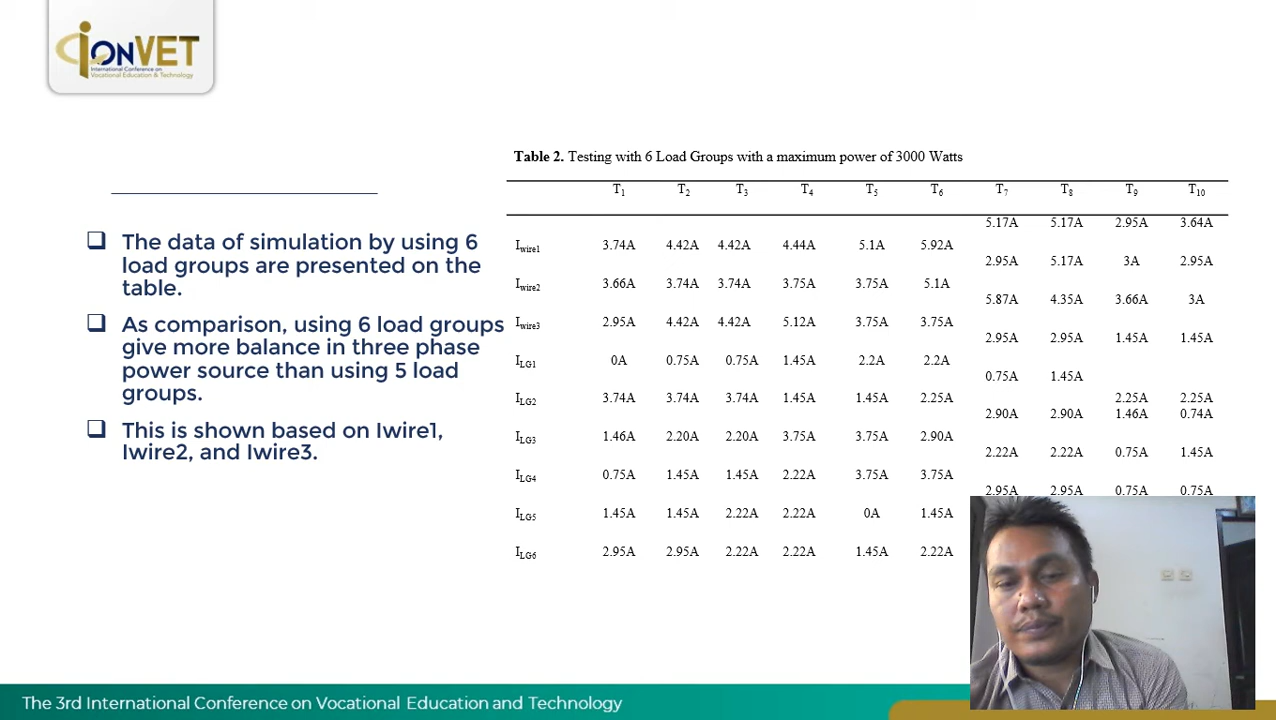 ionVET
International Conference on
Vocational Education & Technology
❑ The data of simulation by using 6
load groups are presented on the
table.
❑ As comparison, using 6 load groups
give more balance in three phase
power source than using 5 load
groups.
❑ This is shown based on Iwire1,
Iwire2, and Iwire3.
Table 2. Testing with 6 Load Groups with a maximum power of 3000 Watts
T1 T2 T3 T4 T5 T6 T7 T8 T9 T10
5.17A 5.17A 2.95A 3.64A
Iwire1 3.74A 4.42A 4.42A 4.44A 5.1A 5.92A
2.95A 5.17A 3A 2.95A
Iwire2 3.66A 3.74A 3.74A 3.75A 3.75A 5.1A
5.87A 4.35A 3.66A 3A
Iwire3 2.95A 4.42A 4.42A 5.12A 3.75A 3.75A
2.95A 2.95A 1.45A 1.45A
ILG1 0A 0.75A 0.75A 1.45A 2.2A 2.2A
0.75A 1.45A
ILG2 3.74A 3.74A 3.74A 1.45A 1.45A 2.25A 2.25A 2.25A
2.90A 2.90A 1.46A 0.74A
ILG3 1.46A 2.20A 2.20A 3.75A 3.75A 2.90A
2.22A 2.22A 0.75A 1.45A
ILG4 0.75A 1.45A 1.45A 2.22A 3.75A 3.75A
2.95A 2.95A 0.75A 0.75A
ILG5 1.45A 1.45A 2.22A 2.22A 0A 1.45A
ILG6 2.95A 2.95A 2.22A 2.22A 1.45A 2.22A
The 3rd International Conference on Vocational Education and Technology